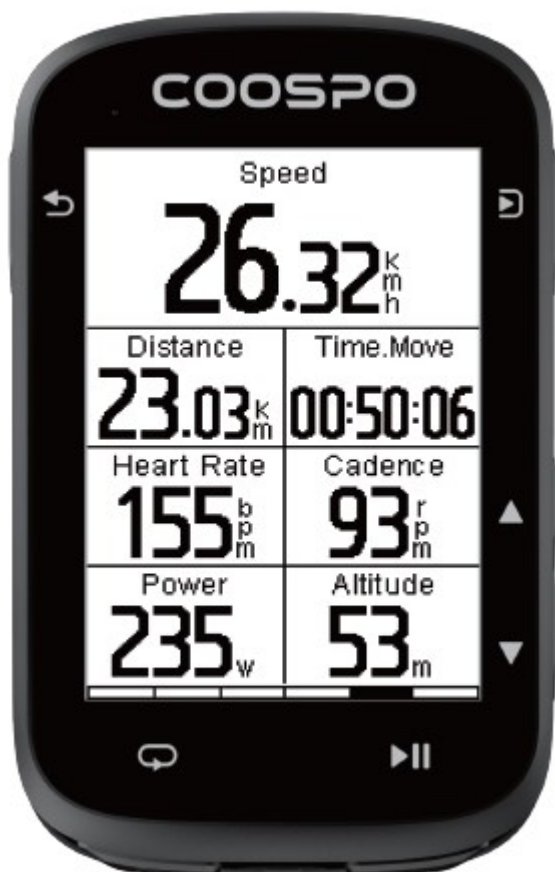 COOSPO
Speed
26.32 kmh
Distance Time.Move
23.03 km 00:50:06
Heart Rate Cadence
155 bpm 93 rpm
Power Altitude
235 w 53 m